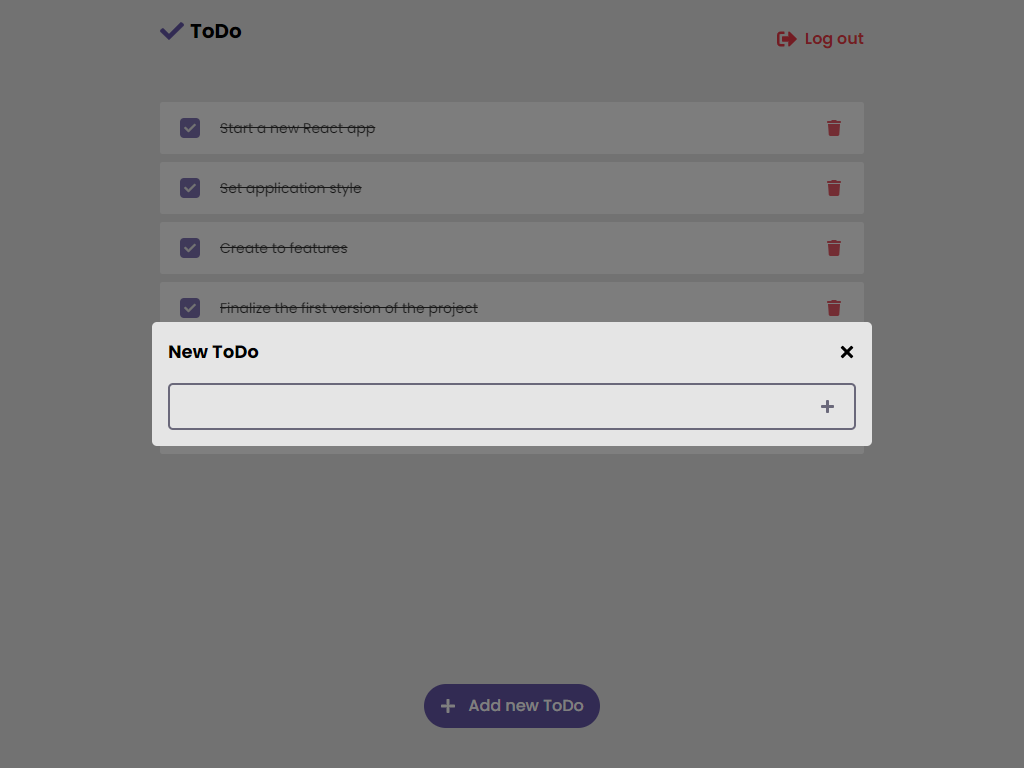 ToDo
Log out
Start a new React app
Set application style
Create to features
Finalize the first version of the project
New ToDo
Add new ToDo